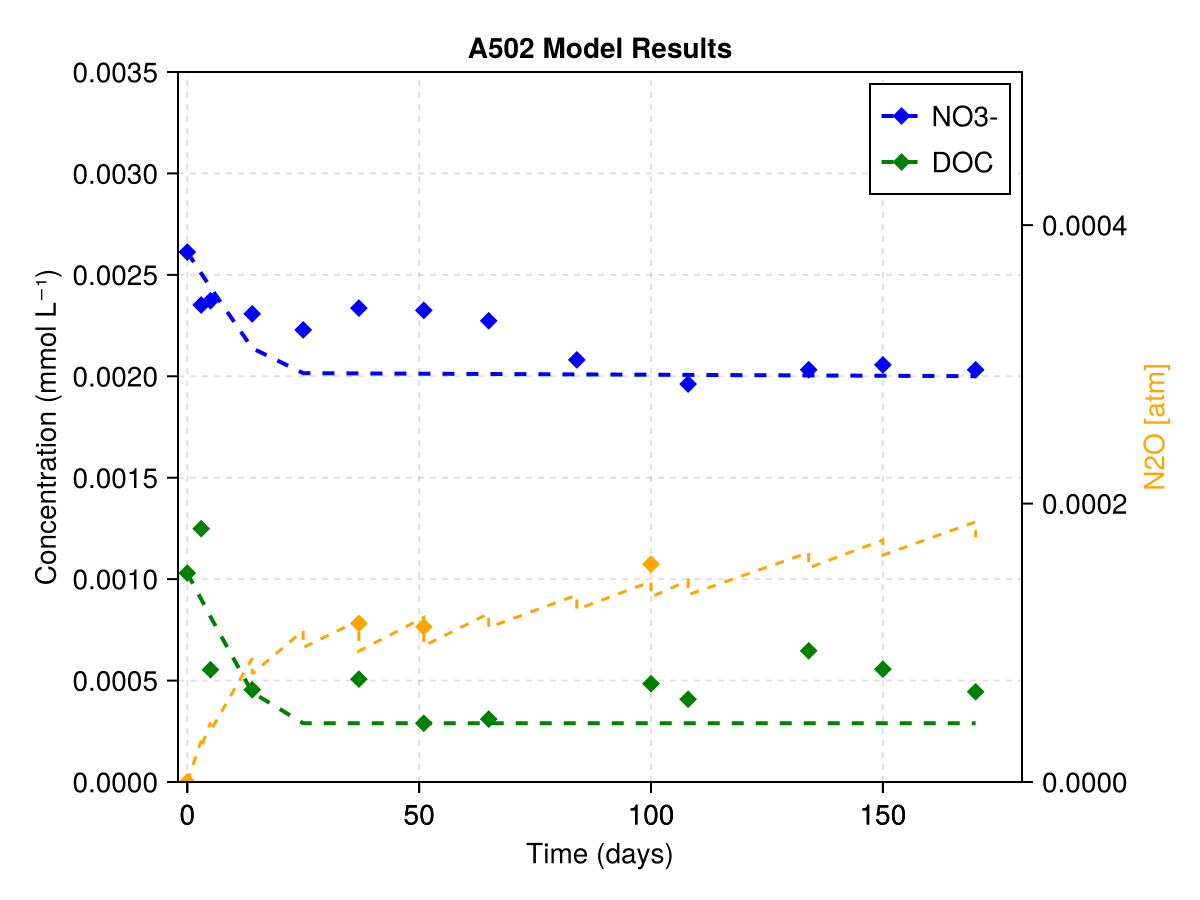 A502 Model Results
0.0035
0.0030
0.0025
0.0020
0.0015
0.0010
0.0005
0.0000
Concentration (mmol L⁻¹)
NO3-
DOC
0.0004
0.0002
0.0000
N2O [atm]
0
50
100
150
Time (days)